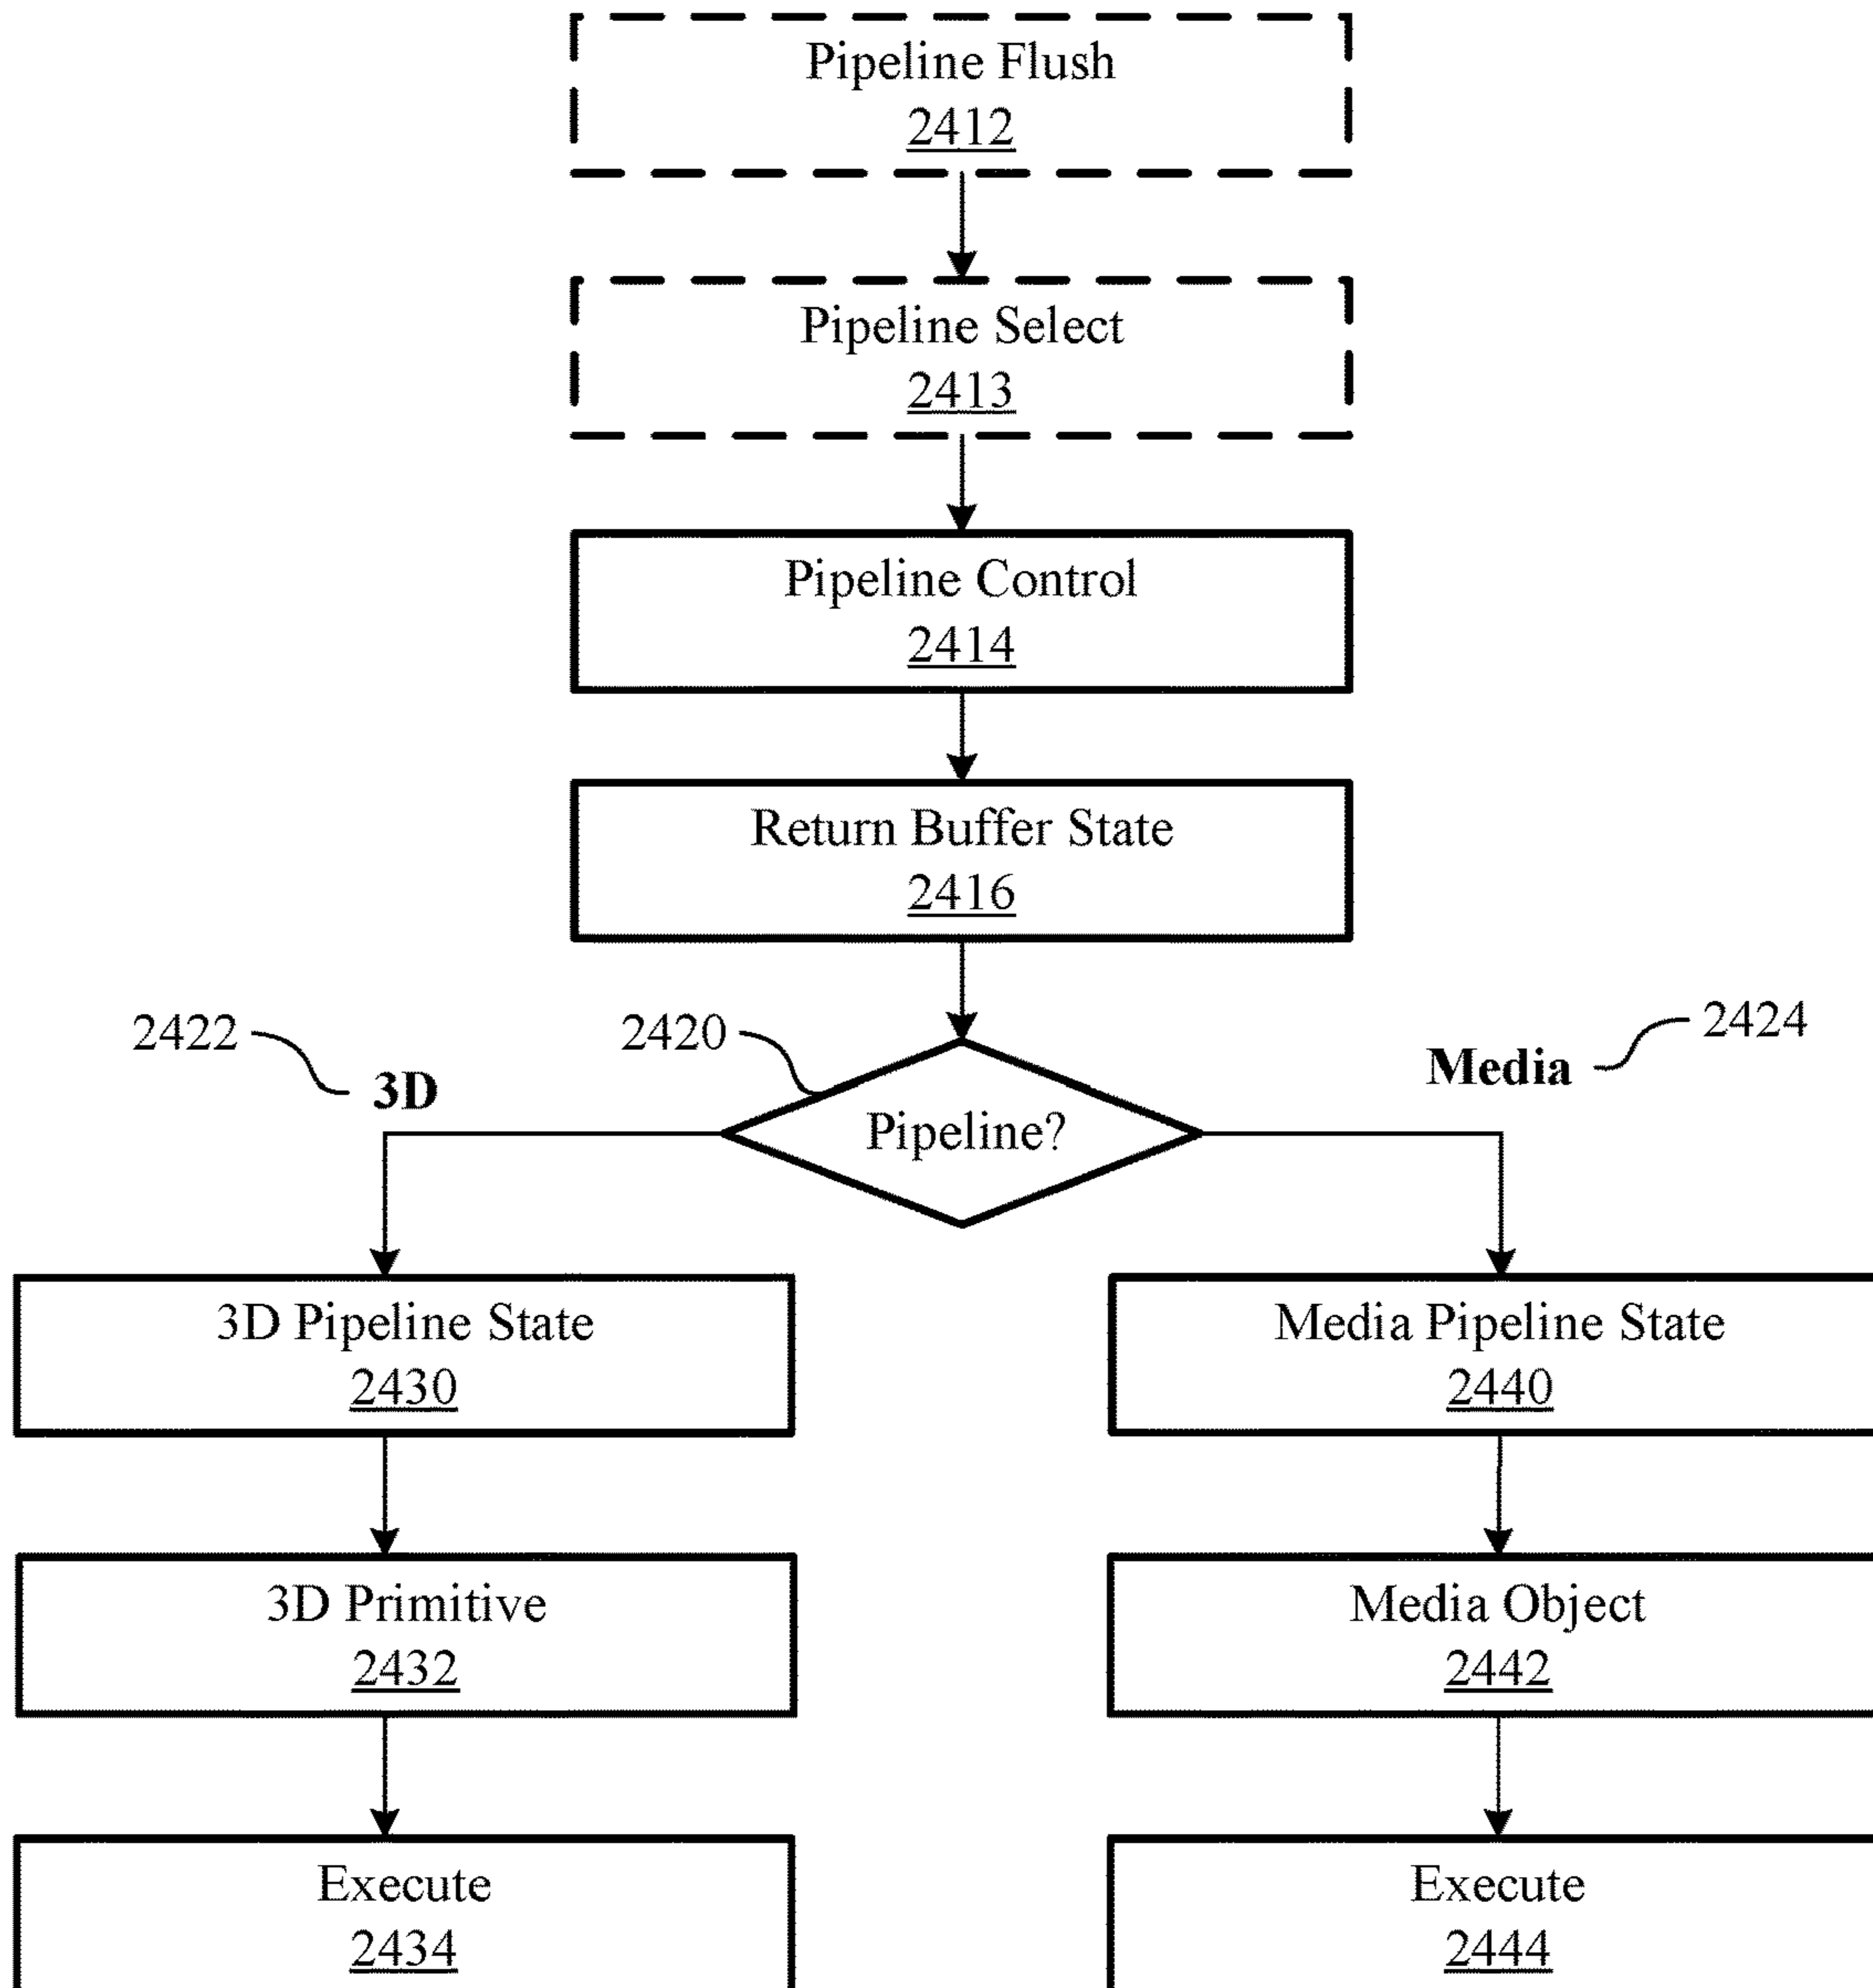 Pipeline Flush
2412
Pipeline Select
2413
Pipeline Control
2414
Return Buffer State
2416
2422
3D
2420
Pipeline?
Media
2424
3D Pipeline State
2430
Media Pipeline State
2440
3D Primitive
2432
Media Object
2442
Execute
2434
Execute
2444